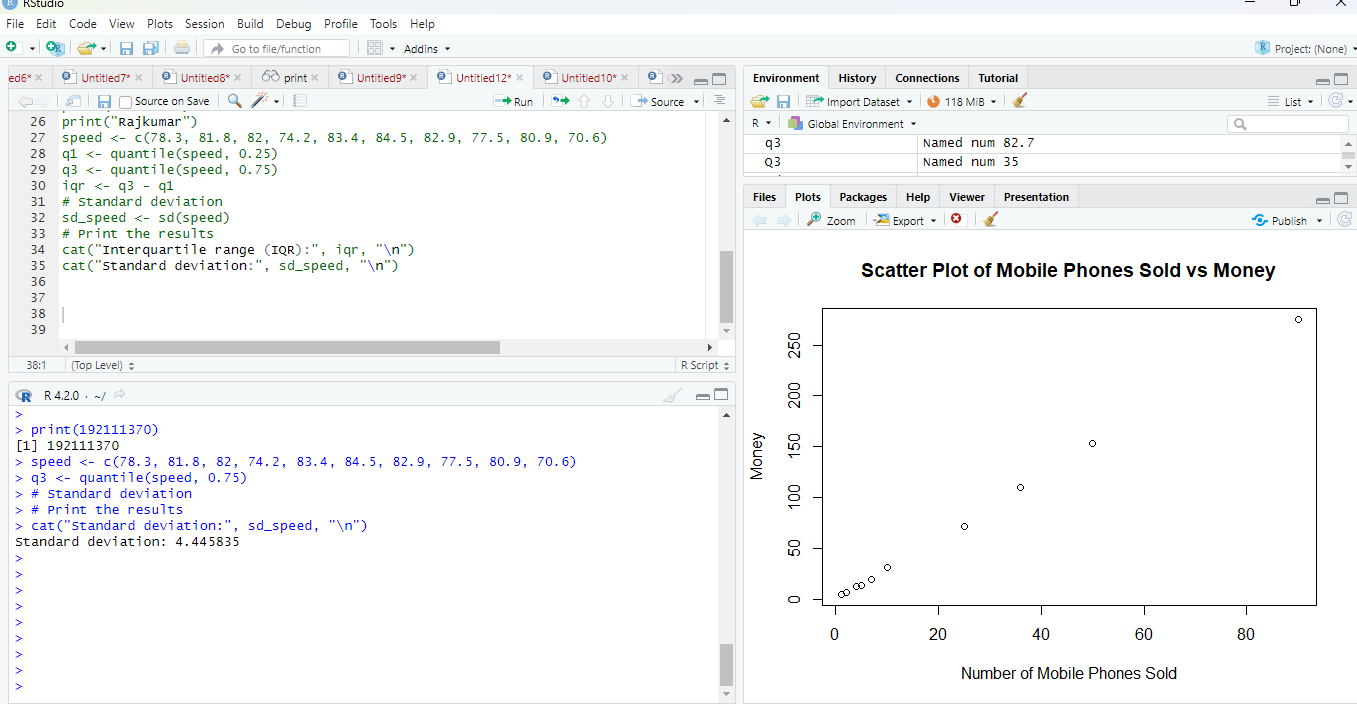 RStudio
File Edit Code View Plots Session Build Debug Profile Tools Help
Go to file/function Addins Project: (None)
ed6* Untitled7* Untitled8* print Untitled9* Untitled12* Untitled10*
Source on Save Run Source
26 print("Rajkumar")
27 speed <- c(78.3, 81.8, 82, 74.2, 83.4, 84.5, 82.9, 77.5, 80.9, 70.6)
28 q1 <- quantile(speed, 0.25)
29 q3 <- quantile(speed, 0.75)
30 iqr <- q3 - q1
31 # Standard deviation
32 sd_speed <- sd(speed)
33 # Print the results
34 cat("Interquartile range (IQR):", iqr, "\n")
35 cat("Standard deviation:", sd_speed, "\n")
36
37
38
39
38:1 (Top Level) R Script
R 4.2.0 · ~/
>
> print(192111370)
[1] 192111370
> speed <- c(78.3, 81.8, 82, 74.2, 83.4, 84.5, 82.9, 77.5, 80.9, 70.6)
> q3 <- quantile(speed, 0.75)
> # Standard deviation
> # Print the results
> cat("Standard deviation:", sd_speed, "\n")
Standard deviation: 4.445835
>
>
>
>
>
>
>
>
>
Environment History Connections Tutorial
Import Dataset 118 MiB List
R Global Environment
q3 Named num 82.7
Q3 Named num 35
Files Plots Packages Help Viewer Presentation
Zoom Export Publish
Scatter Plot of Mobile Phones Sold vs Money
Money
250
200
150
100
50
0
0 20 40 60 80
Number of Mobile Phones Sold